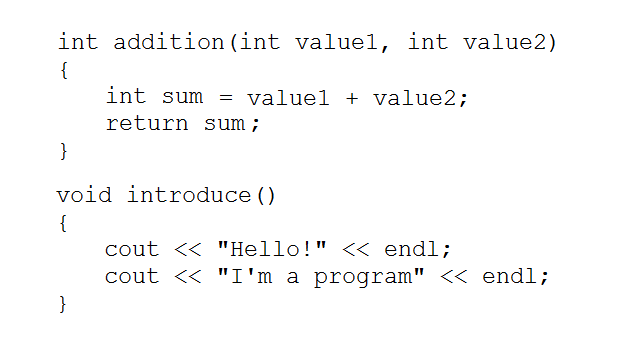 int addition(int value1, int value2)
{
int sum = value1 + value2;
return sum;
}
void introduce()
{
cout << "Hello!" << endl;
cout << "I'm a program" << endl;
}